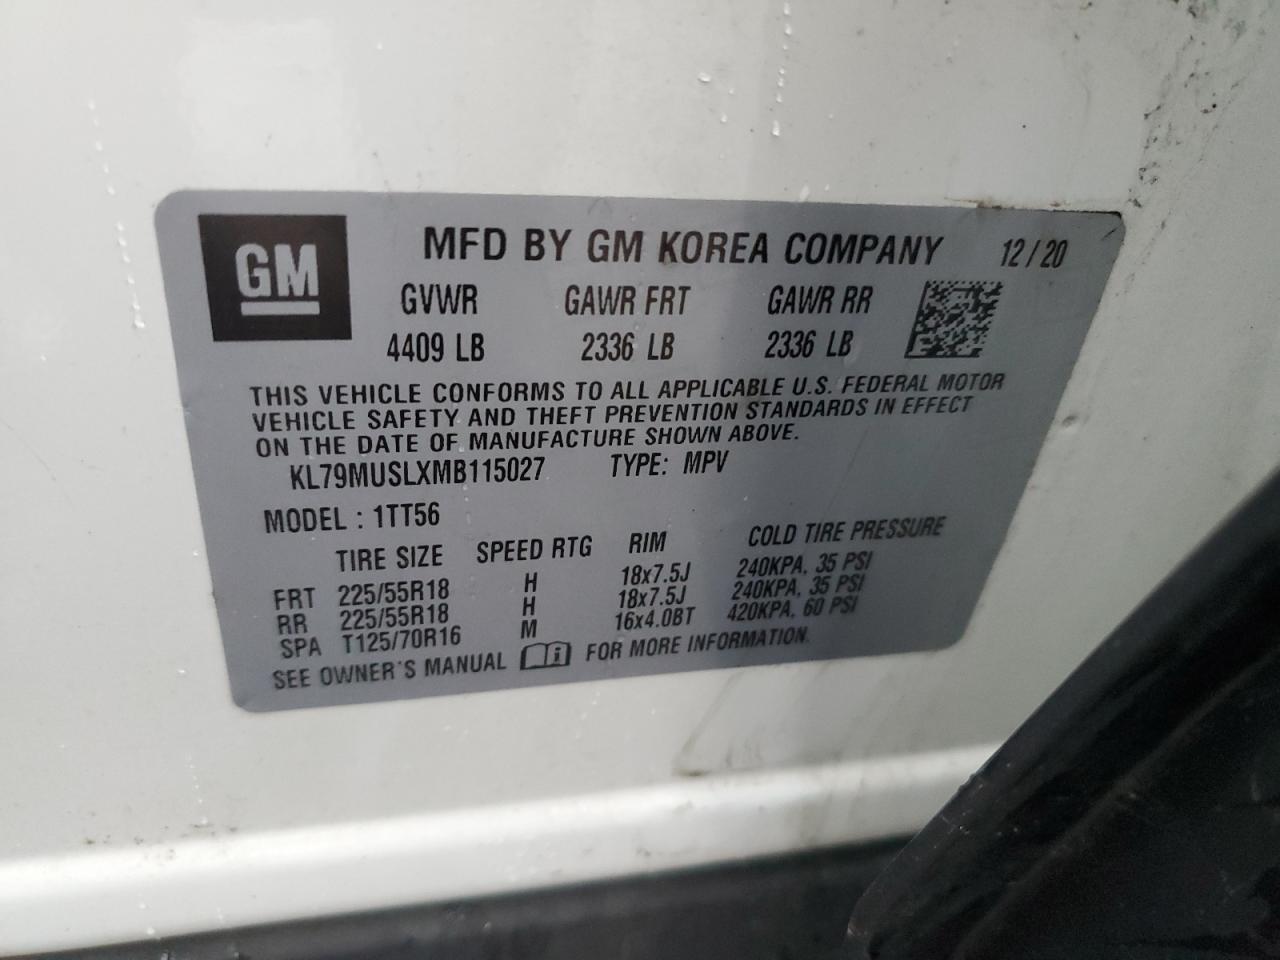 GM
MFD BY GM KOREA COMPANY 12/20
GVWR GAWR FRT GAWR RR
4409 LB 2336 LB 2336 LB
THIS VEHICLE CONFORMS TO ALL APPLICABLE U.S. FEDERAL MOTOR
VEHICLE SAFETY AND THEFT PREVENTION STANDARDS IN EFFECT
ON THE DATE OF MANUFACTURE SHOWN ABOVE.
KL79MUSLXMB115027 TYPE: MPV
MODEL : 1TT56
TIRE SIZE SPEED RTG RIM COLD TIRE PRESSURE
FRT 225/55R18 H 18x7.5J 240KPA, 35 PSI
RR 225/55R18 H 18x7.5J 240KPA, 35 PSI
SPA T125/70R16 M 16x4.0BT 420KPA, 60 PSI
SEE OWNER'S MANUAL i FOR MORE INFORMATION.